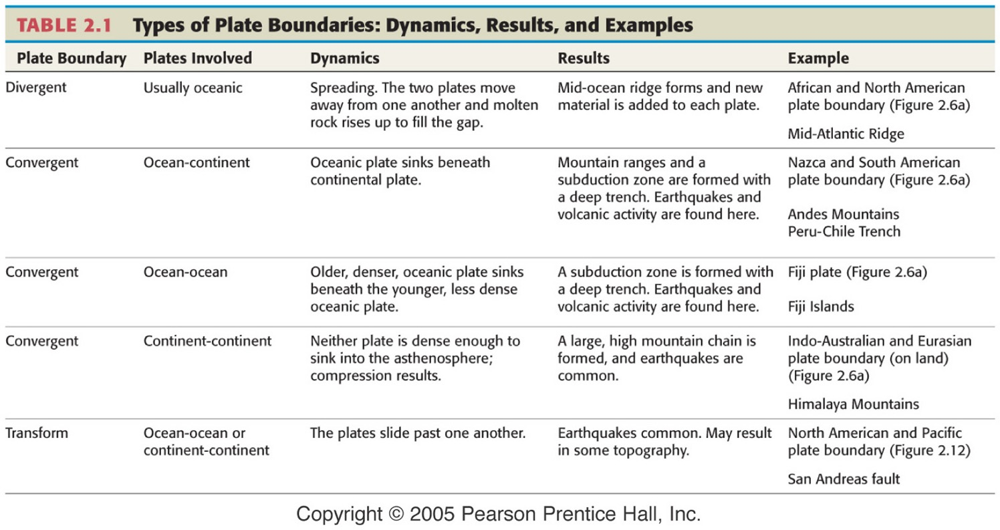 TABLE 2.1 Types of Plate Boundaries: Dynamics, Results, and Examples
Plate Boundary Plates Involved Dynamics Results Example
Divergent
Usually oceanic
Spreading. The two plates move
away from one another and molten
rock rises up to fill the gap.
Mid-ocean ridge forms and new
material is added to each plate.
African and North American
plate boundary (Figure 2.6a)
Mid-Atlantic Ridge
Convergent
Ocean-continent
Oceanic plate sinks beneath
continental plate.
Mountain ranges and a
subduction zone are formed with
a deep trench. Earthquakes and
volcanic activity are found here.
Nazca and South American
plate boundary (Figure 2.6a)
Andes Mountains
Peru-Chile Trench
Convergent
Ocean-ocean
Older, denser, oceanic plate sinks
beneath the younger, less dense
oceanic plate.
A subduction zone is formed with
a deep trench. Earthquakes and
volcanic activity are found here.
Fiji plate (Figure 2.6a)
Fiji Islands
Convergent
Continent-continent
Neither plate is dense enough to
sink into the asthenosphere;
compression results.
A large, high mountain chain is
formed, and earthquakes are
common.
Indo-Australian and Eurasian
plate boundary (on land)
(Figure 2.6a)
Himalaya Mountains
Transform
Ocean-ocean or
continent-continent
The plates slide past one another.
Earthquakes common. May result
in some topography.
North American and Pacific
plate boundary (Figure 2.12)
San Andreas fault
Copyright © 2005 Pearson Prentice Hall, Inc.